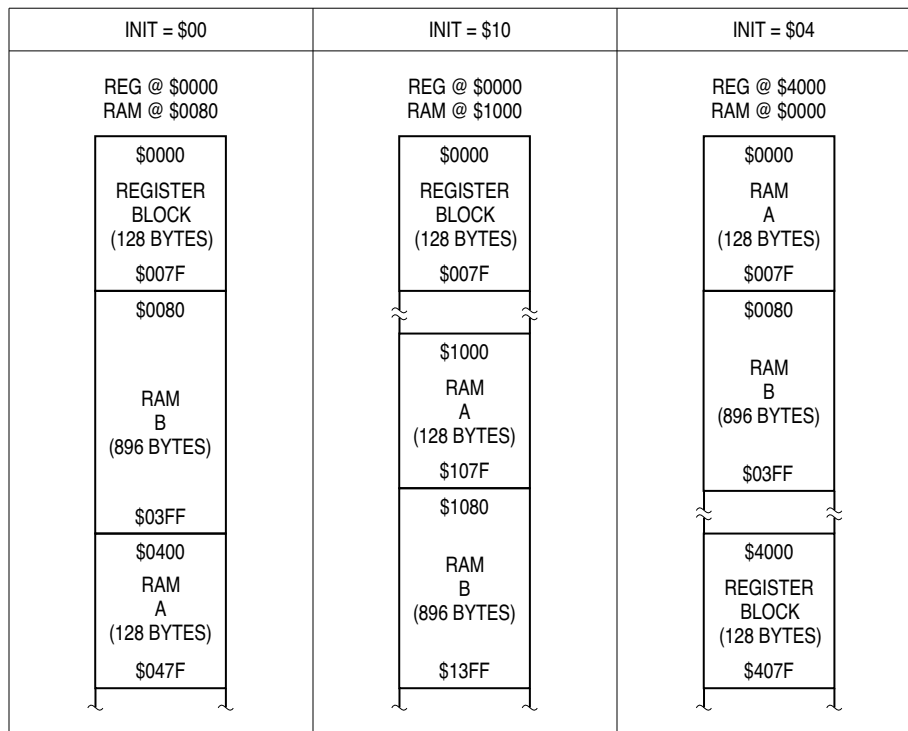 INIT = $00
REG @ $0000
RAM @ $0080
$0000
REGISTER
BLOCK
(128 BYTES)
$007F
$0080
RAM
B
(896 BYTES)
$03FF
$0400
RAM
A
(128 BYTES)
$047F
INIT = $10
REG @ $0000
RAM @ $1000
$0000
REGISTER
BLOCK
(128 BYTES)
$007F
$1000
RAM
A
(128 BYTES)
$107F
$1080
RAM
B
(896 BYTES)
$13FF
INIT = $04
REG @ $4000
RAM @ $0000
$0000
RAM
A
(128 BYTES)
$007F
$0080
RAM
B
(896 BYTES)
$03FF
$4000
REGISTER
BLOCK
(128 BYTES)
$407F